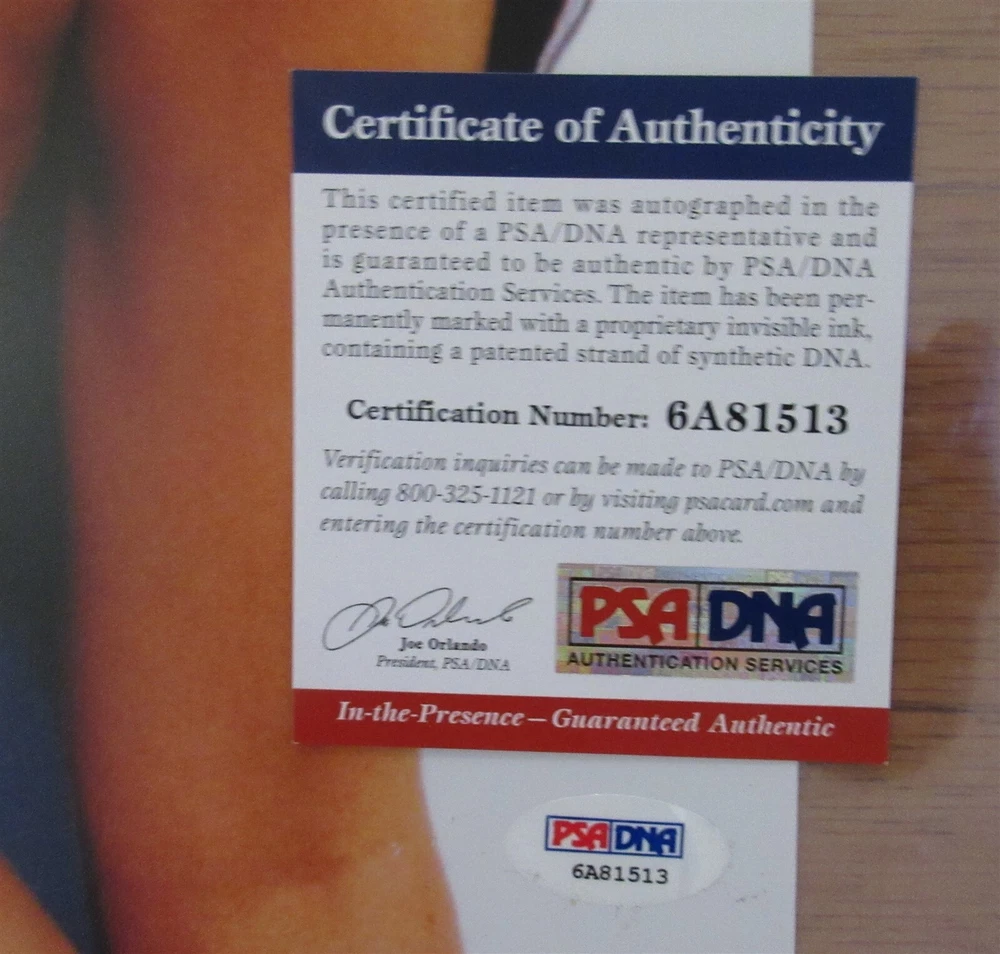 Certificate of Authenticity
This certified item was autographed in the
presence of a PSA/DNA representative and
is guaranteed to be authentic by PSA/DNA
Authentication Services. The item has been per-
manently marked with a proprietary invisible ink,
containing a patented strand of synthetic DNA.
Certification Number: 6A81513
Verification inquiries can be made to PSA/DNA by
calling 800-325-1121 or by visiting psacard.com and
entering the certification number above.
Joe Orlando
President, PSA/DNA
PSA DNA
AUTHENTICATION SERVICES
In-the-Presence – Guaranteed Authentic
PSA DNA
6A81513